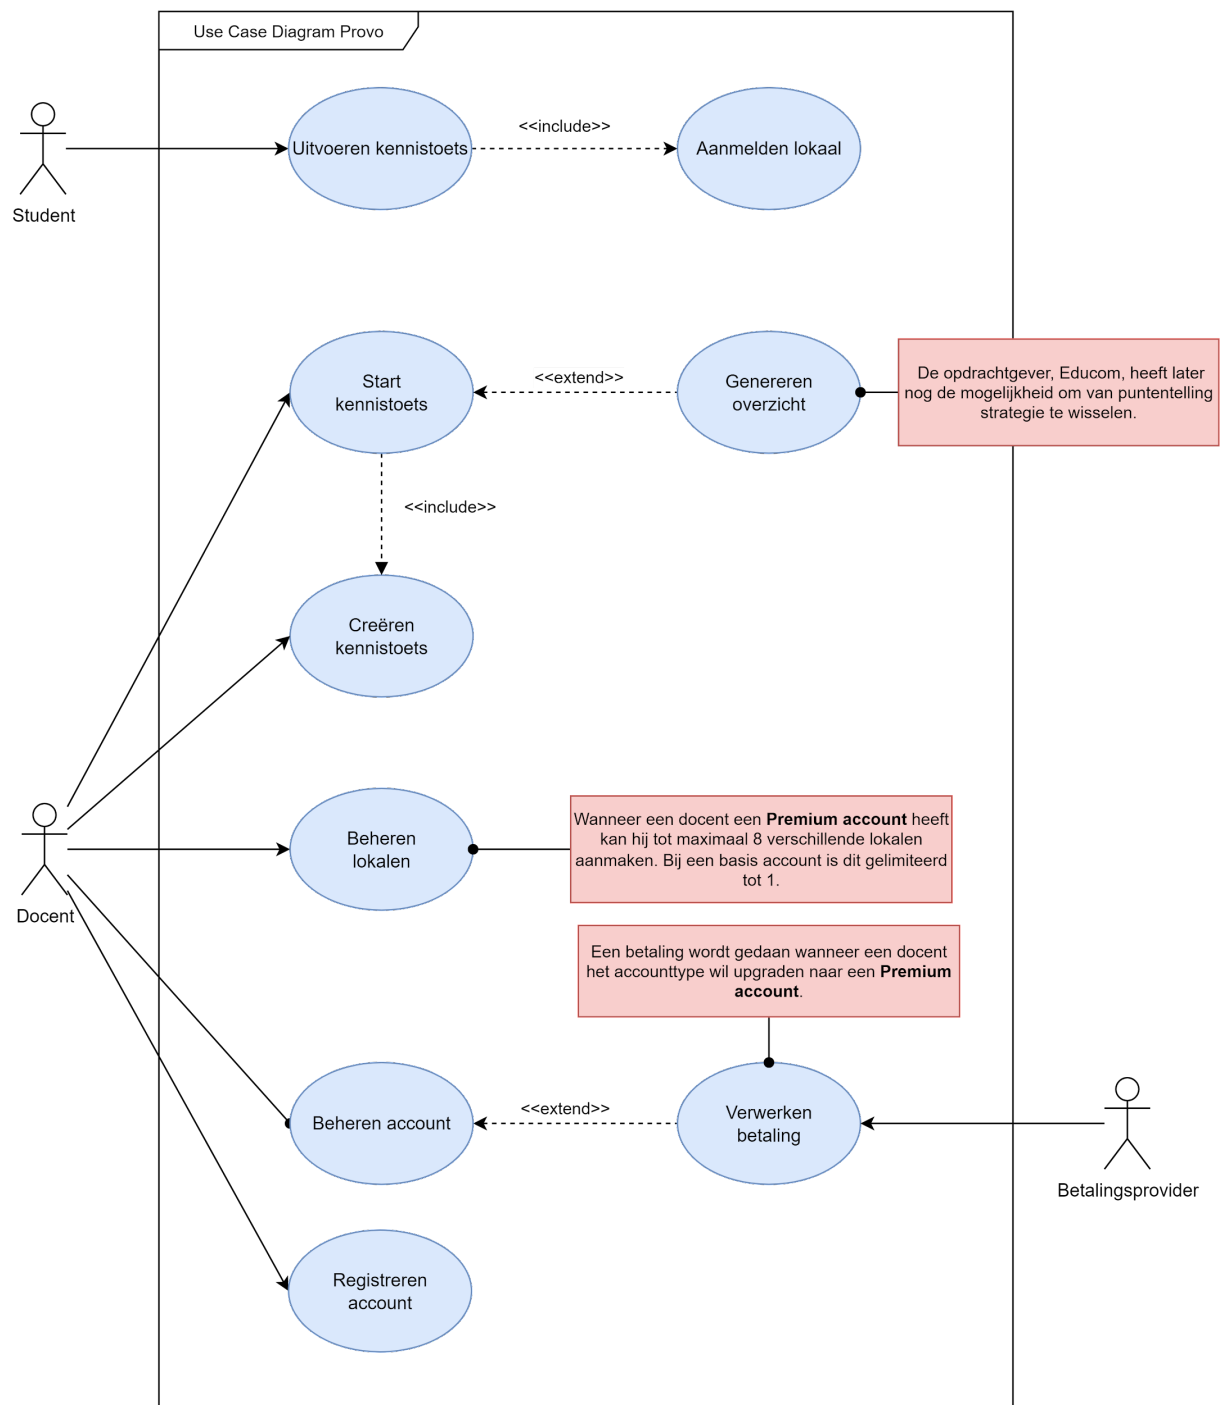 Use Case Diagram Provo
Student
Uitvoeren kennistoets
<<include>>
Aanmelden lokaal
Start
kennistoets
<<extend>>
Genereren
overzicht
De opdrachtgever, Educom, heeft later
nog de mogelijkheid om van puntentelling
strategie te wisselen.
<<include>>
Creëren
kennistoets
Docent
Beheren
lokalen
Wanneer een docent een Premium account heeft
kan hij tot maximaal 8 verschillende lokalen
aanmaken. Bij een basis account is dit gelimiteerd
tot 1.
Een betaling wordt gedaan wanneer een docent
het accounttype wil upgraden naar een Premium
account.
Beheren account
<<extend>>
Verwerken
betaling
Betalingsprovider
Registreren
account